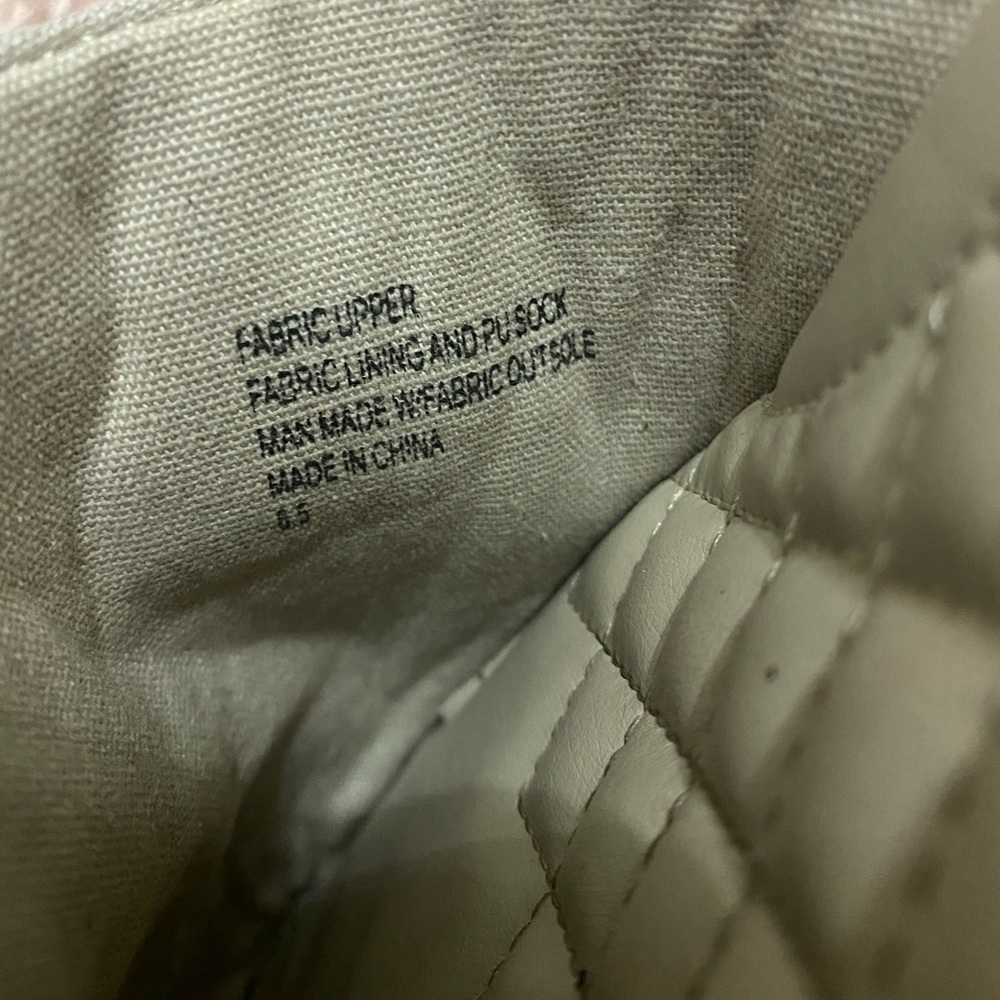 FABRIC UPPER
FABRIC LINING AND PU SOCK
MAN MADE W/FABRIC OUTSOLE
MADE IN CHINA
6.5